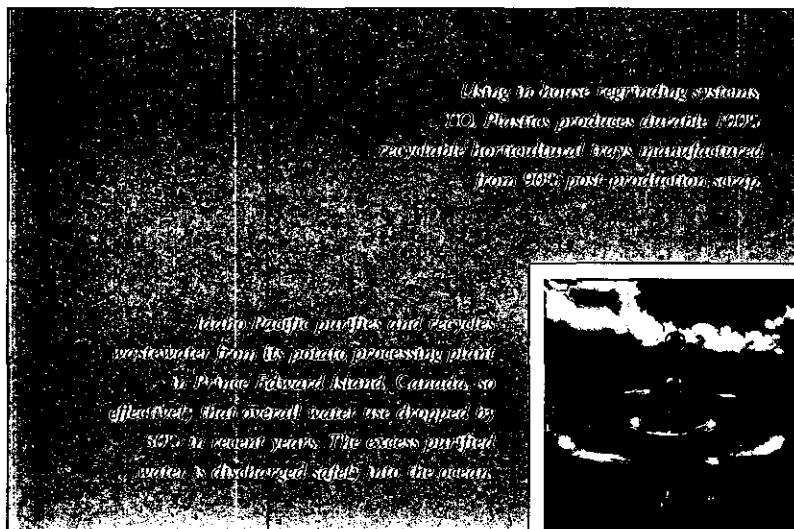 Using in house regrinding systems,
T.O. Plastics produces durable 100%
recyclable horticultural trays manufactured
from 90% post-production scrap.
Idaho Pacific purifies and recycles
wastewater from its potato processing plant
in Prince Edward Island, Canada, so
effectively that overall water use dropped by
in recent years. The excess purified
water is discharged safely into the ocean.